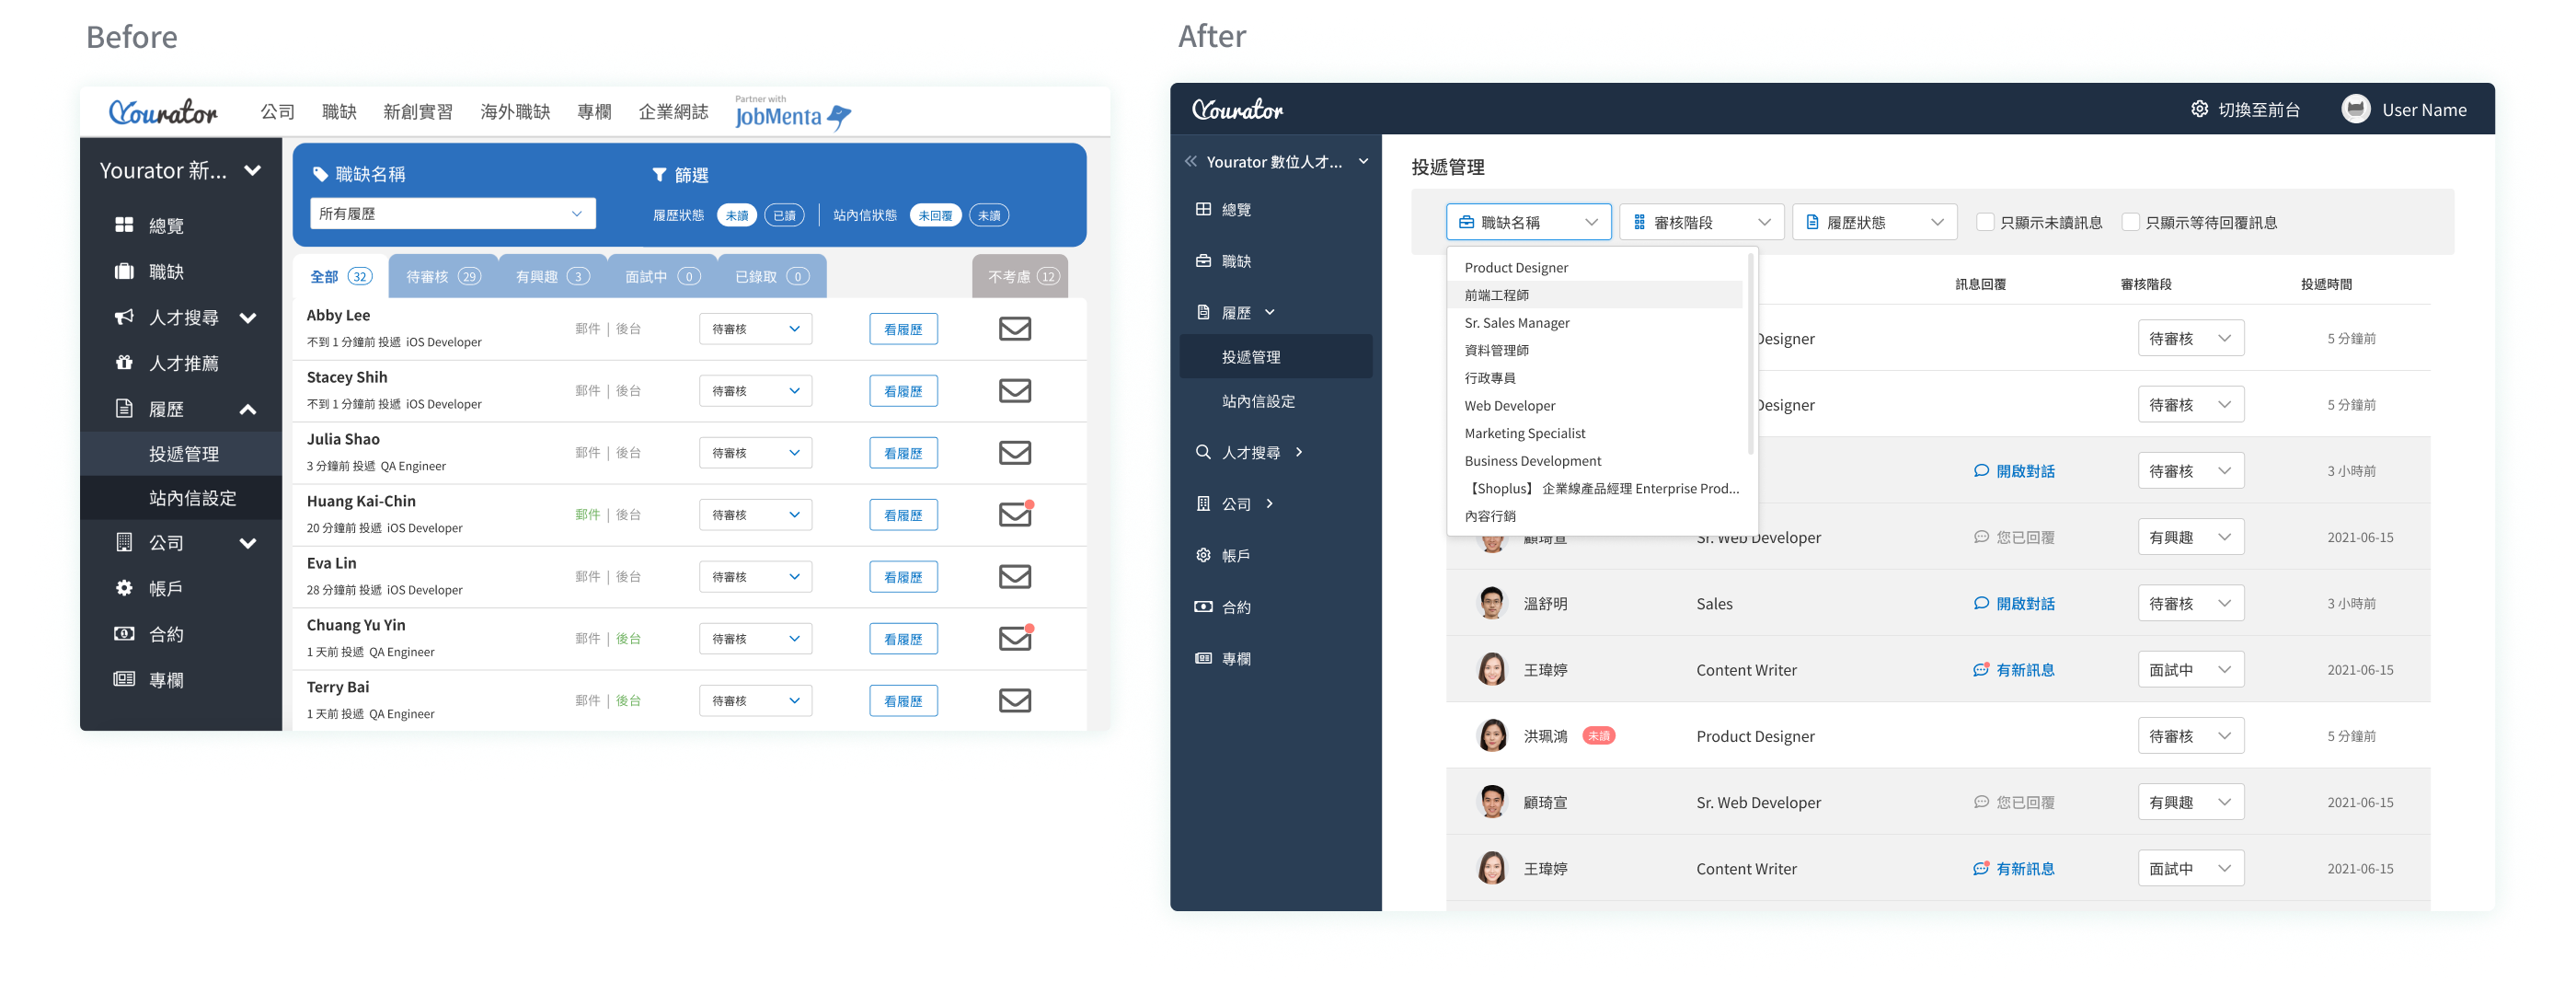 Before
Yourator 公司 職缺 新創實習 海外職缺 專欄 企業網誌 Partner with JobMenta
Yourator 新...
總覽
職缺
人才搜尋
人才推薦
履歷
投遞管理
站內信設定
公司
帳戶
合約
專欄
職缺名稱 篩選
所有履歷 履歷狀態 未讀 已讀 | 站內信狀態 未回覆 未讀
全部 32 待審核 29 有興趣 3 面試中 0 已錄取 0 不考慮 12
Abby Lee
不到 1 分鐘前 投遞 iOS Developer 郵件 | 後台 待審核 看履歷
Stacey Shih
不到 1 分鐘前 投遞 iOS Developer 郵件 | 後台 待審核 看履歷
Julia Shao
3 分鐘前 投遞 QA Engineer 郵件 | 後台 待審核 看履歷
Huang Kai-Chin
20 分鐘前 投遞 iOS Developer 郵件 | 後台 待審核 看履歷
Eva Lin
28 分鐘前 投遞 iOS Developer 郵件 | 後台 待審核 看履歷
Chuang Yu Yin
1 天前 投遞 QA Engineer 郵件 | 後台 待審核 看履歷
Terry Bai
1 天前 投遞 QA Engineer 郵件 | 後台 待審核 看履歷
After
Yourator 切換至前台 User Name
Yourator 數位人才...
總覽
職缺
履歷
投遞管理
站內信設定
人才搜尋
公司
帳戶
合約
專欄
投遞管理
職缺名稱 審核階段 履歷狀態 只顯示未讀訊息 只顯示等待回覆訊息
Product Designer
前端工程師
Sr. Sales Manager
資料管理師
行政專員
Web Developer
Marketing Specialist
Business Development
【Shoplus】 企業線產品經理 Enterprise Prod...
內容行銷
訊息回覆 審核階段 投遞時間
Designer 待審核 5 分鐘前
Designer 待審核 5 分鐘前
開啟對話 待審核 3 小時前
顧琦宣 Sr. Web Developer 您已回覆 有興趣 2021-06-15
溫舒明 Sales 開啟對話 待審核 3 小時前
王瑋婷 Content Writer 有新訊息 面試中 2021-06-15
洪珮鴻 未讀 Product Designer 待審核 5 分鐘前
顧琦宣 Sr. Web Developer 您已回覆 有興趣 2021-06-15
王瑋婷 Content Writer 有新訊息 面試中 2021-06-15